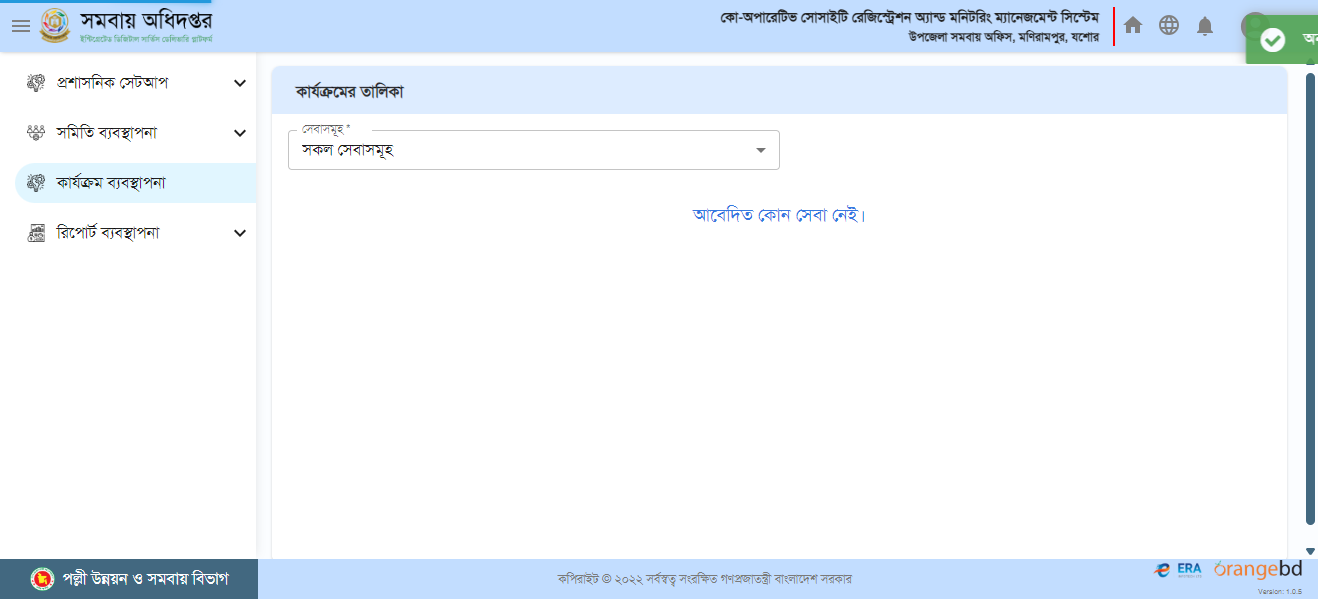 সমবায় অধিদপ্তর
ইন্টিগ্রেটেড ডিজিটাল সার্ভিস ডেলিভারি প্লাটফর্ম
কো-অপারেটিভ সোসাইটি রেজিস্ট্রেশন অ্যান্ড মনিটরিং ম্যানেজমেন্ট সিস্টেম
উপজেলা সমবায় অফিস, মণিরামপুর, যশোর
প্রশাসনিক সেটআপ
সমিতি ব্যবস্থাপনা
কার্যক্রম ব্যবস্থাপনা
রিপোর্ট ব্যবস্থাপনা
কার্যক্রমের তালিকা
সেবাসমূহ *
সকল সেবাসমূহ
আবেদিত কোন সেবা নেই।
পল্লী উন্নয়ন ও সমবায় বিভাগ
কপিরাইট © ২০২২ সর্বস্বত্ব সংরক্ষিত গণপ্রজাতন্ত্রী বাংলাদেশ সরকার
ERA
orangebd
Version: 1.0.5